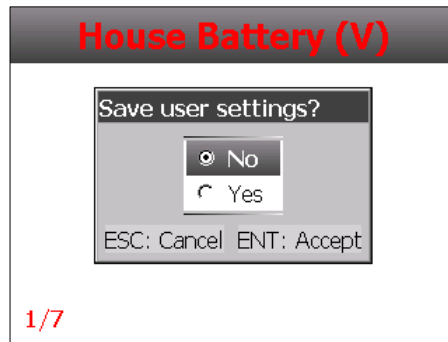 House Battery (V)
Save user settings?
No
Yes
ESC: Cancel ENT: Accept
1/7